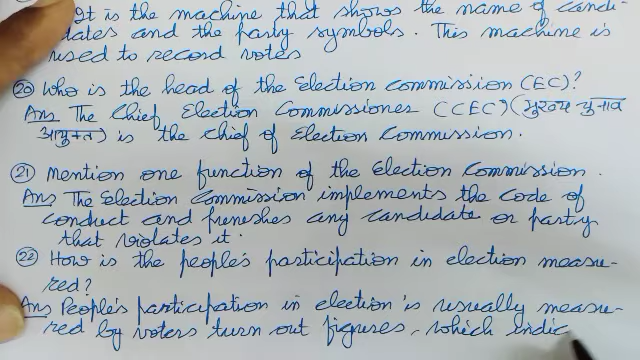 It is the machine that shows the name of candi-
dates and the party symbols. This machine is
used to record voters
20 Who is the head of the Election Commission (EC)?
Ans The Chief Election Commissiones (CEC) (मुख्य चुनाव
आयुक्त) is the chief of Election Commission.
21 Mention one function of the Election Commission.
Ans The Election Commission implements the code of
conduct and punishes any candidate or party
that violates it.
22 How is the people's participation in election measu-
red?
Ans People's participation in election is usually measu-
red by voters turn out figures, which indic